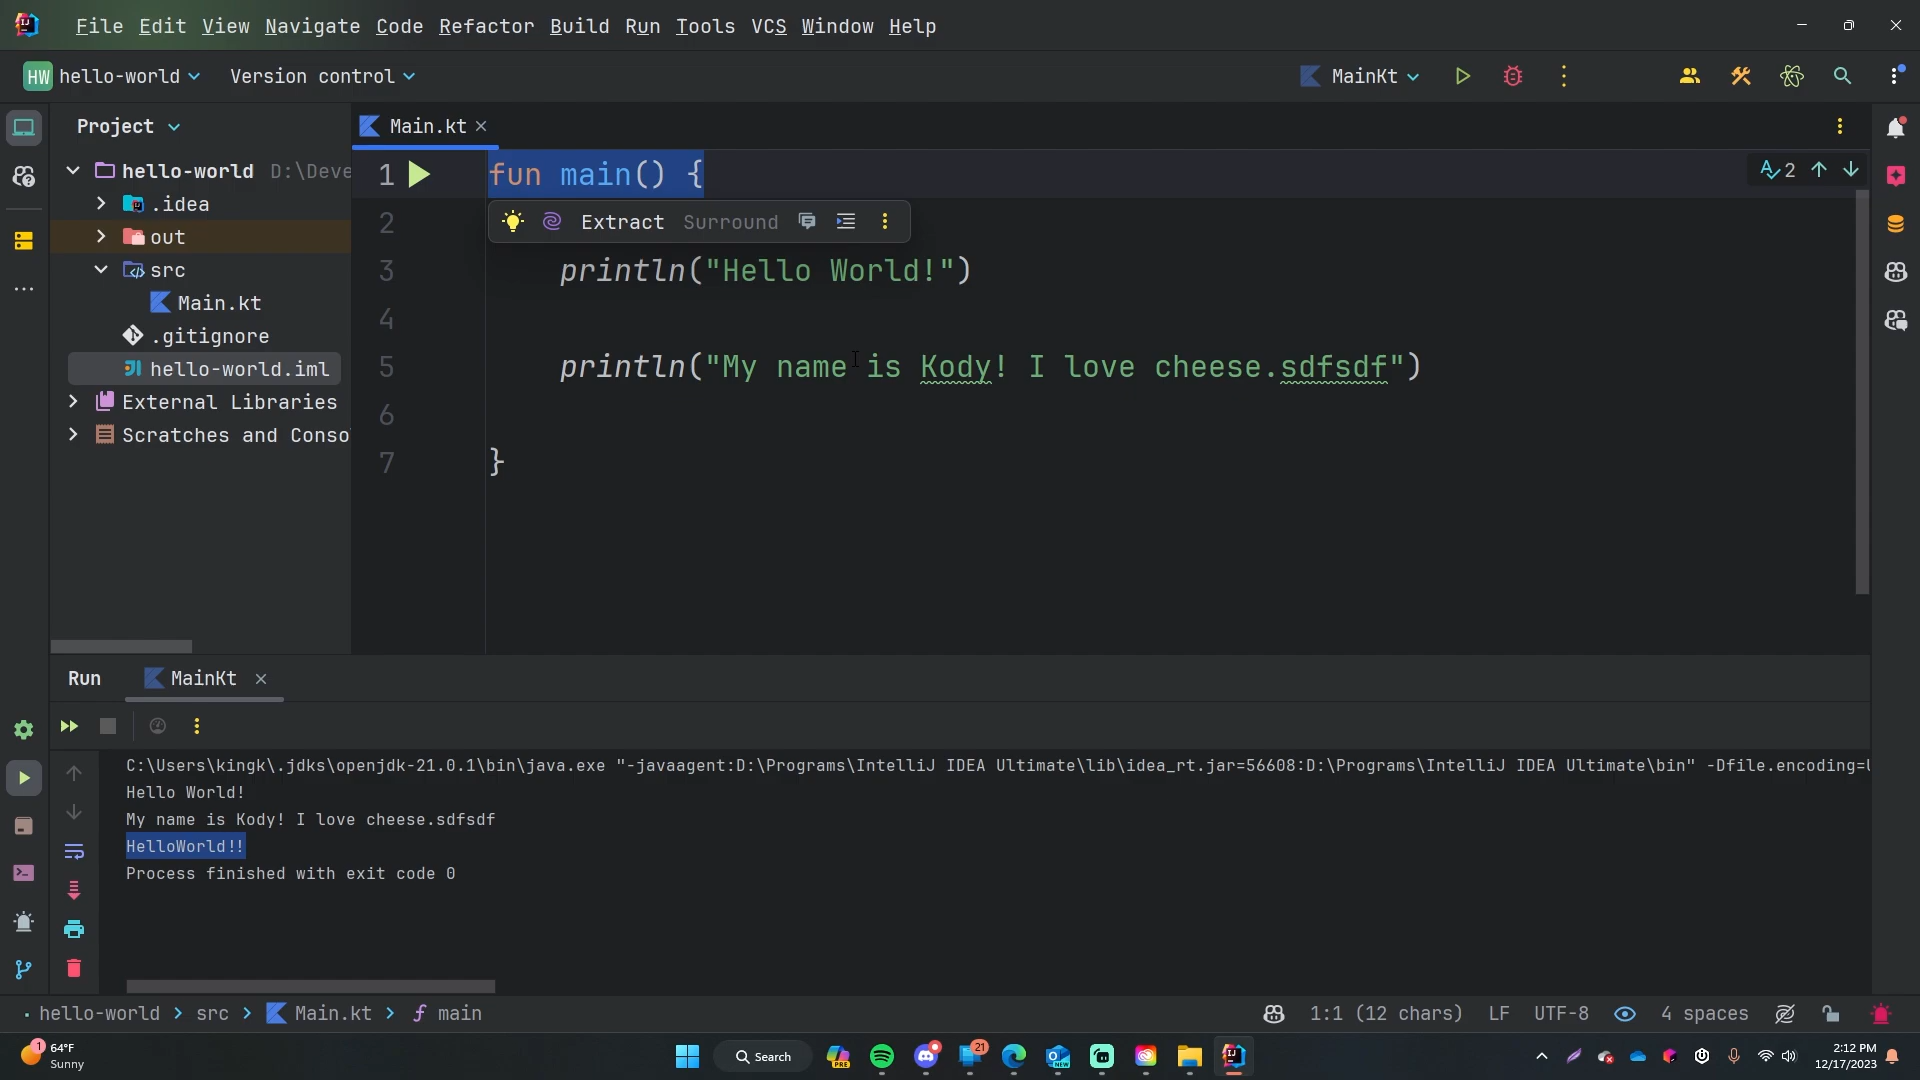 File Edit View Navigate Code Refactor Build Run Tools VCS Window Help
HW hello-world Version control MainKt
Project
Main.kt
hello-world D:\Deve
.idea
out
src
Main.kt
.gitignore
hello-world.iml
External Libraries
Scratches and Conso
1 fun main() {
2
Extract Surround
3 println("Hello World!")
4
5 println("My name is Kody! I love cheese.sdfsdf")
6
7 }
2
Run MainKt
C:\Users\kingk\.jdks\openjdk-21.0.1\bin\java.exe "-javaagent:D:\Programs\IntelliJ IDEA Ultimate\lib\idea_rt.jar=56608:D:\Programs\IntelliJ IDEA Ultimate\bin" -Dfile.encoding=U
Hello World!
My name is Kody! I love cheese.sdfsdf
HelloWorld!!
Process finished with exit code 0
hello-world > src > Main.kt > main
1:1 (12 chars) LF UTF-8 4 spaces
1 64°F
Sunny
Search
PRE
21
NEW
2:12 PM
12/17/2023